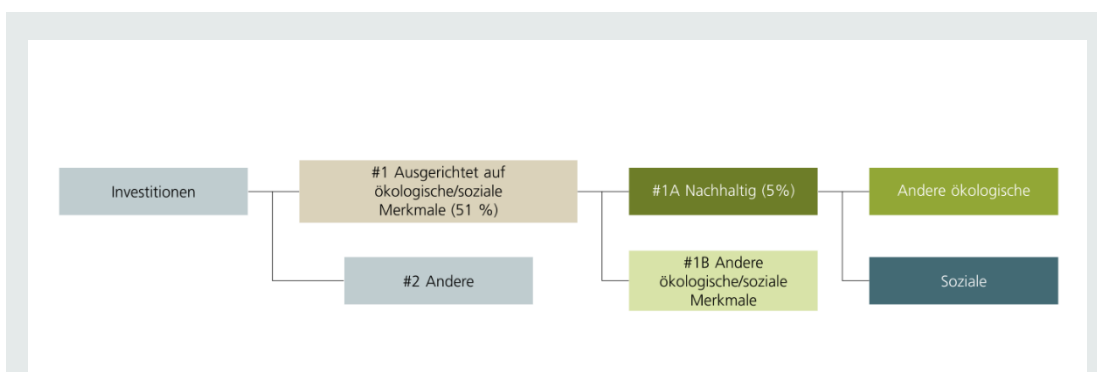 Investitionen
#1 Ausgerichtet auf
ökologische/soziale
Merkmale (51 %)
#1A Nachhaltig (5%)
Andere ökologische
#2 Andere
#1B Andere
ökologische/soziale
Merkmale
Soziale